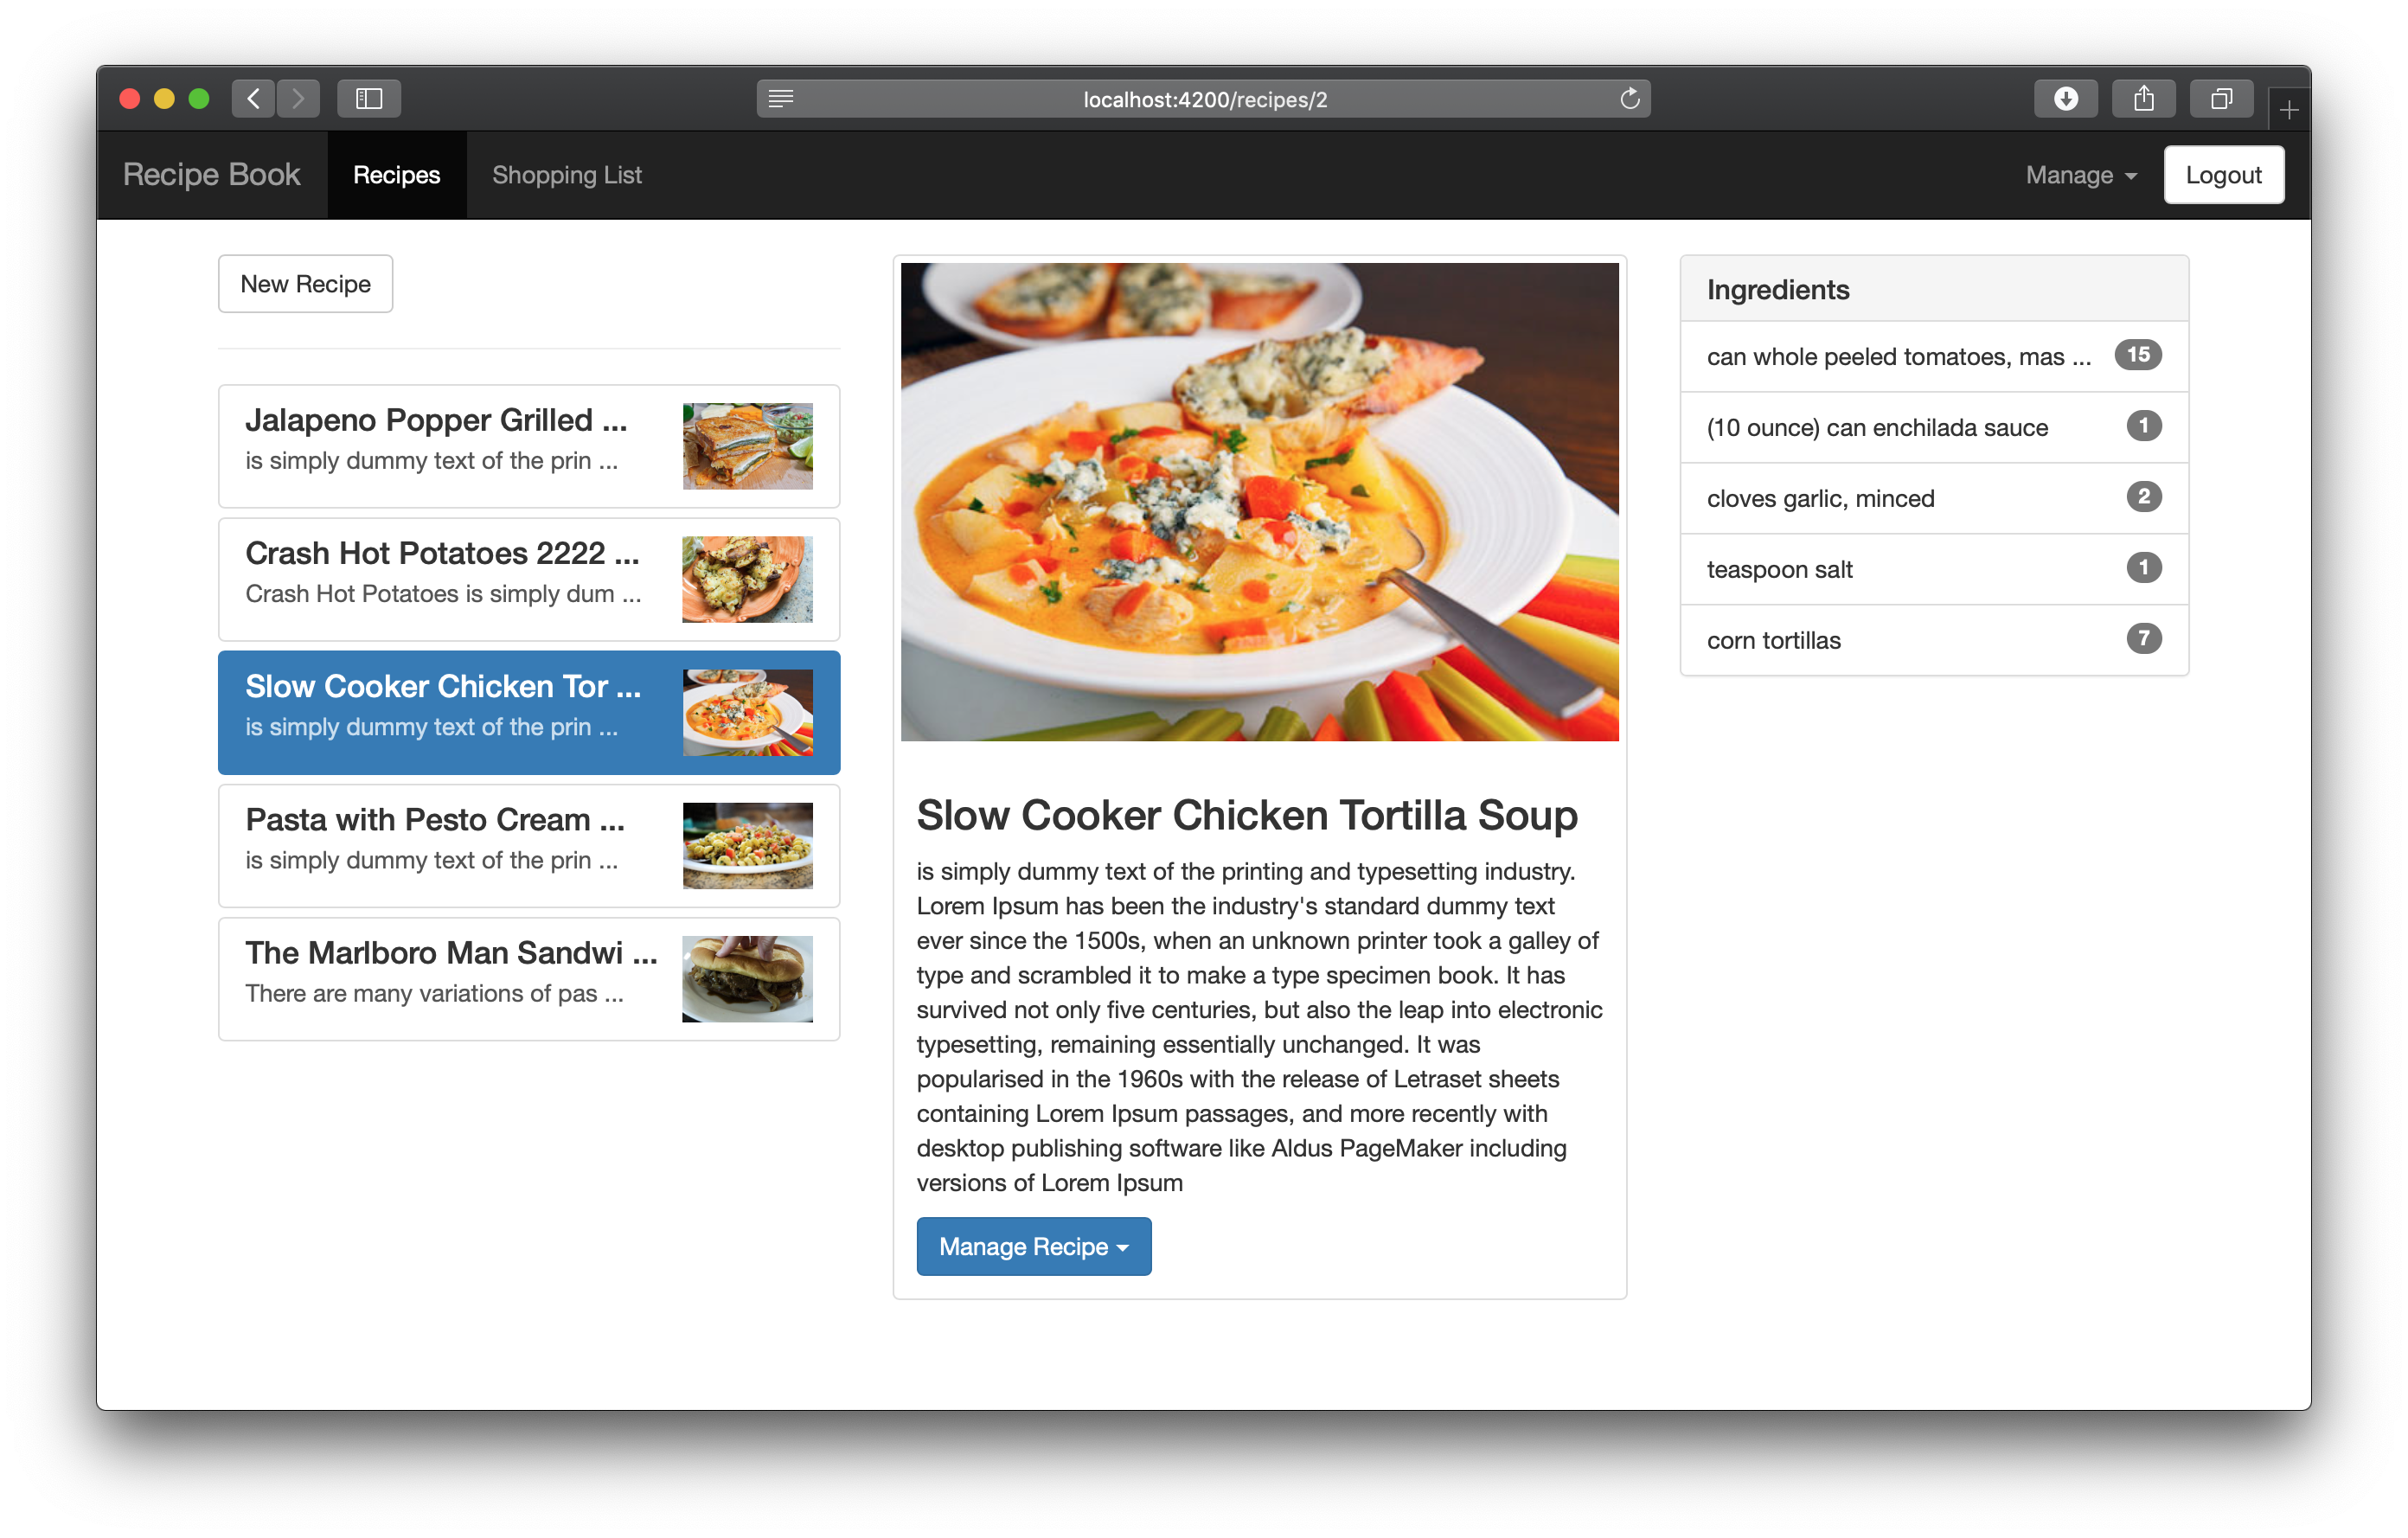 localhost:4200/recipes/2
Recipe Book
Recipes
Shopping List
Manage
Logout
New Recipe
Jalapeno Popper Grilled ...
is simply dummy text of the prin ...
Crash Hot Potatoes 2222 ...
Crash Hot Potatoes is simply dum ...
Slow Cooker Chicken Tor ...
is simply dummy text of the prin ...
Pasta with Pesto Cream ...
is simply dummy text of the prin ...
The Marlboro Man Sandwi ...
There are many variations of pas ...
Slow Cooker Chicken Tortilla Soup
is simply dummy text of the printing and typesetting industry.
Lorem Ipsum has been the industry's standard dummy text
ever since the 1500s, when an unknown printer took a galley of
type and scrambled it to make a type specimen book. It has
survived not only five centuries, but also the leap into electronic
typesetting, remaining essentially unchanged. It was
popularised in the 1960s with the release of Letraset sheets
containing Lorem Ipsum passages, and more recently with
desktop publishing software like Aldus PageMaker including
versions of Lorem Ipsum
Manage Recipe
Ingredients
can whole peeled tomatoes, mas ... 15
(10 ounce) can enchilada sauce 1
cloves garlic, minced 2
teaspoon salt 1
corn tortillas 7